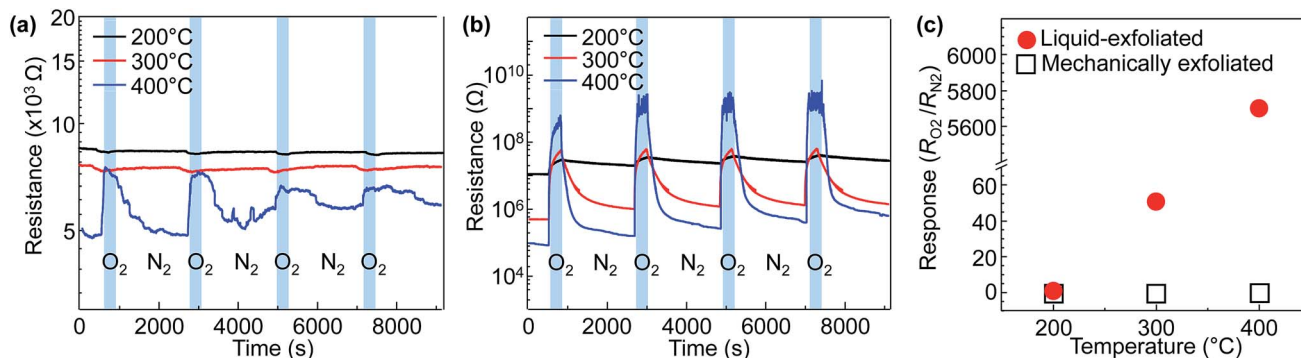 (a)
Resistance (x10³ Ω)
20
15
10
5
200°C
300°C
400°C
O₂ N₂ O₂ N₂ O₂ N₂ O₂
0 2000 4000 6000 8000
Time (s)
(b)
Resistance (Ω)
10¹⁰
10⁸
10⁶
10⁴
200°C
300°C
400°C
O₂ N₂ O₂ N₂ O₂ N₂ O₂
0 2000 4000 6000 8000
Time (s)
(c)
Response (R_O2/R_N2)
6000
5800
5600
60
40
20
0
Liquid-exfoliated
Mechanically exfoliated
200 300 400
Temperature (°C)